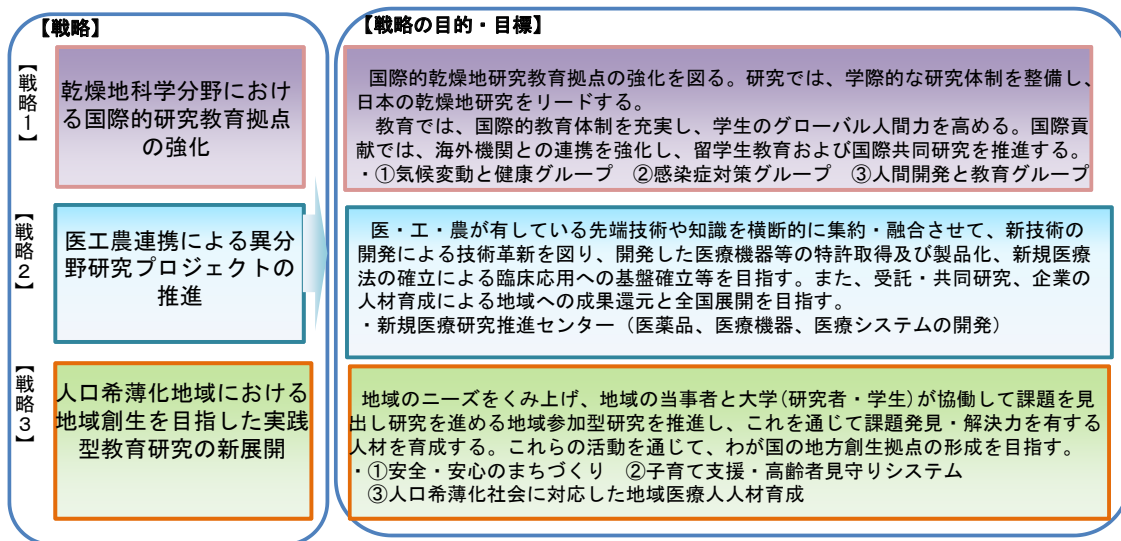 【戦略】
【戦略の目的・目標】
【戦略1】
乾燥地科学分野におけ
る国際的研究教育拠点
の強化
国際的乾燥地研究教育拠点の強化を図る。研究では、学際的な研究体制を整備し、
日本の乾燥地研究をリードする。
教育では、国際的教育体制を充実し、学生のグローバル人間力を高める。国際貢
献では、海外機関との連携を強化し、留学生教育および国際共同研究を推進する。
・①気候変動と健康グループ ②感染症対策グループ ③人間開発と教育グループ
【戦略2】
医工農連携による異分
野研究プロジェクトの
推進
医・工・農が有している先端技術や知識を横断的に集約・融合させて、新技術の
開発による技術革新を図り、開発した医療機器等の特許取得及び製品化、新規医療
法の確立による臨床応用への基盤確立等を目指す。また、受託・共同研究、企業の
人材育成による地域への成果還元と全国展開を目指す。
・新規医療研究推進センター（医薬品、医療機器、医療システムの開発）
【戦略3】
人口希薄化地域における
地域創生を目指した実践
型教育研究の新展開
地域のニーズをくみ上げ、地域の当事者と大学(研究者・学生)が協働して課題を見
出し研究を進める地域参加型研究を推進し、これを通じて課題発見・解決力を有する
人材を育成する。これらの活動を通じて、わが国の地方創生拠点の形成を目指す。
・①安全・安心のまちづくり ②子育て支援・高齢者見守りシステム
③人口希薄化社会に対応した地域医療人人材育成